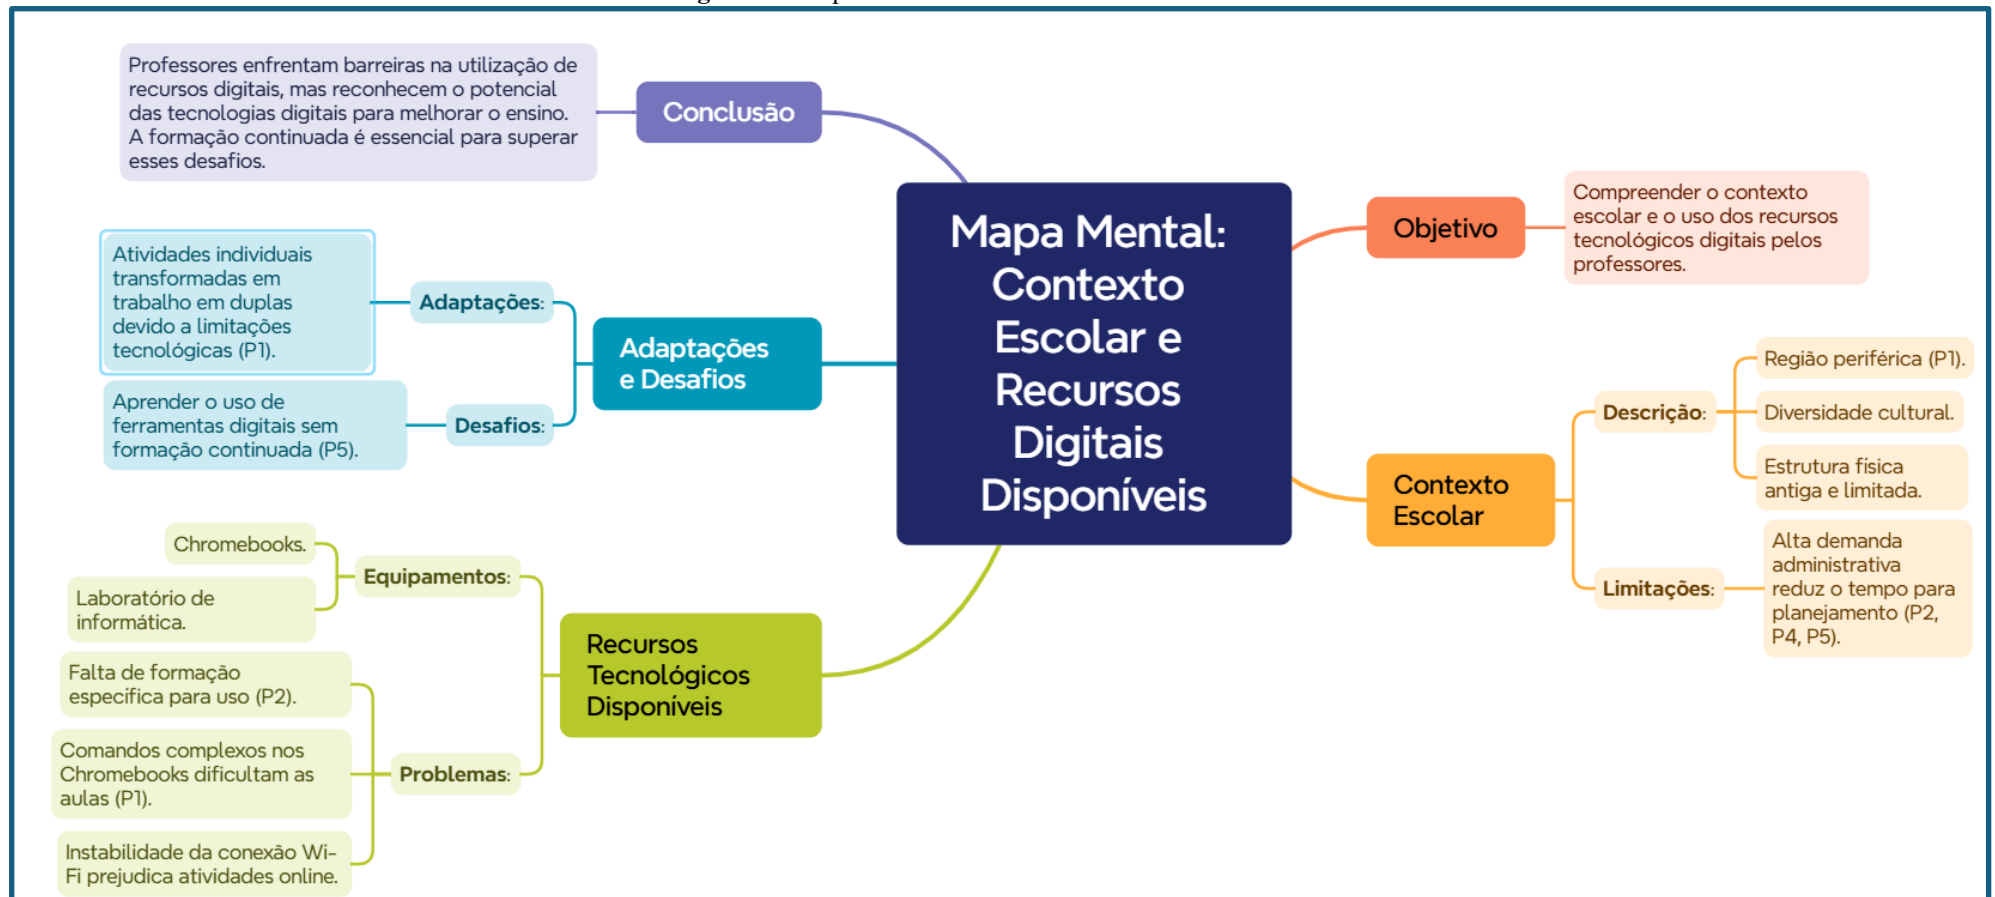 Mapa Mental:
Contexto
Escolar e
Recursos
Digitais
Disponíveis
Objetivo
Compreender o contexto
escolar e o uso dos recursos
tecnológicos digitais pelos
professores.
Contexto
Escolar
Descrição:
Região periférica (P1).
Diversidade cultural.
Estrutura física
antiga e limitada.
Limitações:
Alta demanda
administrativa
reduz o tempo para
planejamento (P2,
P4, P5).
Recursos
Tecnológicos
Disponíveis
Equipamentos:
Chromebooks.
Laboratório de
informática.
Problemas:
Falta de formação
específica para uso (P2).
Comandos complexos nos
Chromebooks dificultam as
aulas (P1).
Instabilidade da conexão Wi-
Fi prejudica atividades online.
Adaptações
e Desafios
Adaptações:
Atividades individuais
transformadas em
trabalho em duplas
devido a limitações
tecnológicas (P1).
Desafios:
Aprender o uso de
ferramentas digitais sem
formação continuada (P5).
Conclusão
Professores enfrentam barreiras na utilização de
recursos digitais, mas reconhecem o potencial
das tecnologias digitais para melhorar o ensino.
A formação continuada é essencial para superar
esses desafios.